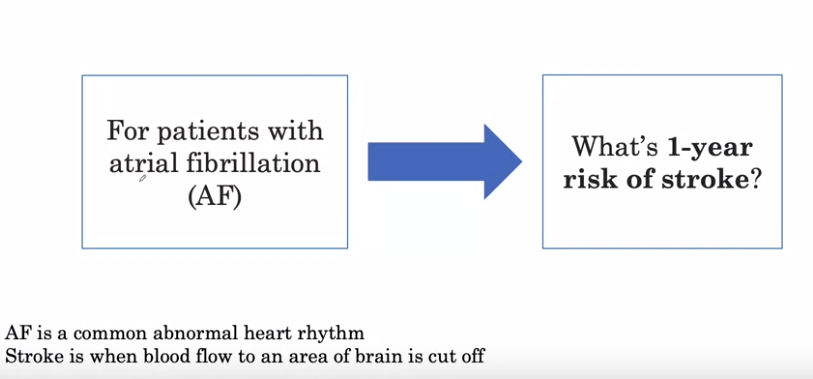 For patients with
atrial fibrillation
(AF)
What's 1-year
risk of stroke?
AF is a common abnormal heart rhythm
Stroke is when blood flow to an area of brain is cut off